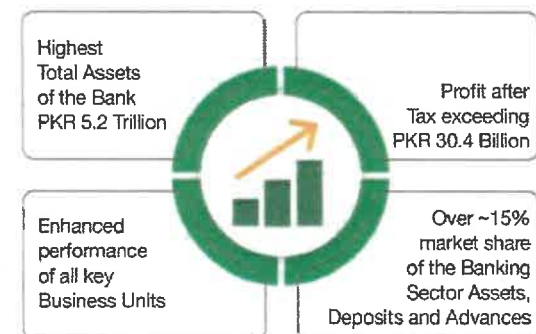 Highest
Total Assets
of the Bank
PKR 5.2 Trillion
Profit after
Tax exceeding
PKR 30.4 Billion
Enhanced
performance
of all key
Business Units
Over ~15%
market share
of the Banking
Sector Assets,
Deposits and Advances